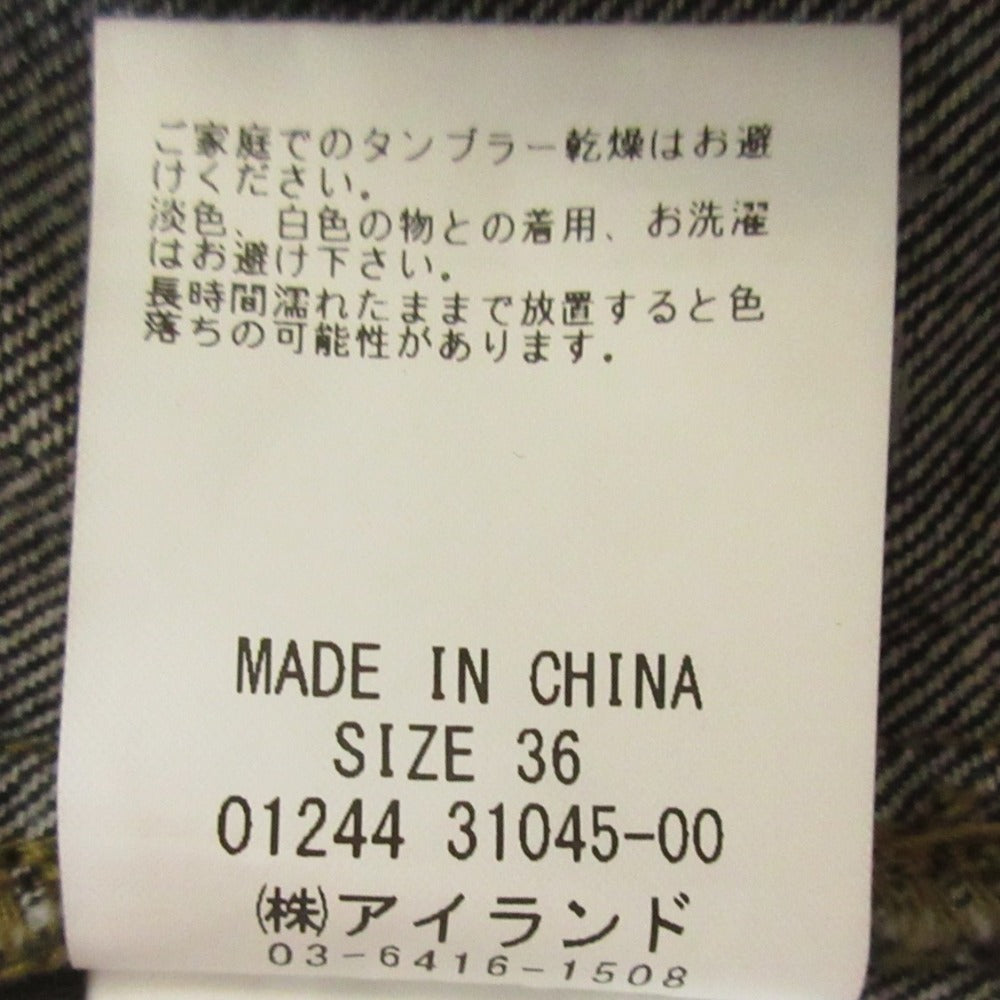 ご家庭でのタンブラー乾燥はお避
けください。
淡色、白色の物との着用、お洗濯
はお避け下さい。
長時間濡れたままで放置すると色
落ちの可能性があります。
MADE IN CHINA
SIZE 36
01244 31045-00
㈱アイランド
03-6416-1508